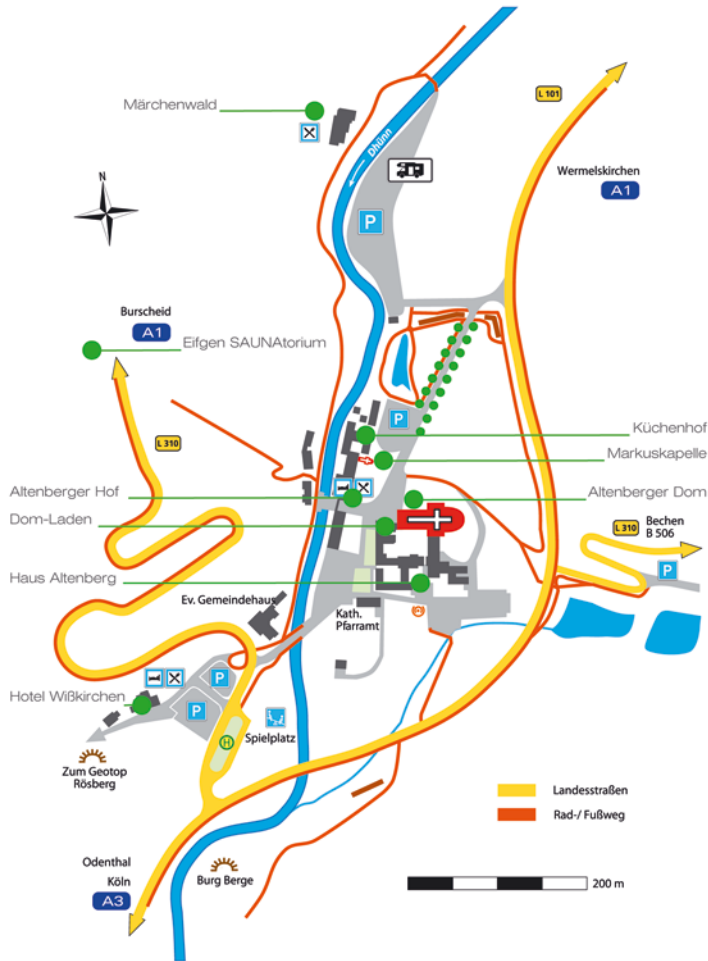 Märchenwald
L 101
Dhünn
Wermelskirchen
A1
N
P
Burscheid
A1
Eifgen SAUNAtorium
P
Küchenhof
L 310
Markuskapelle
Altenberger Hof
Altenberger Dom
Dom-Laden
L 310
Bechen
B 506
P
Haus Altenberg
Ev. Gemeindehaus
Kath.
Pfarramt
P
Hotel Wißkirchen
P
H
Spielplatz
Zum Geotop
Rösberg
Landesstraßen
Rad-/ Fußweg
Odenthal
Köln
A3
Burg Berge
200 m